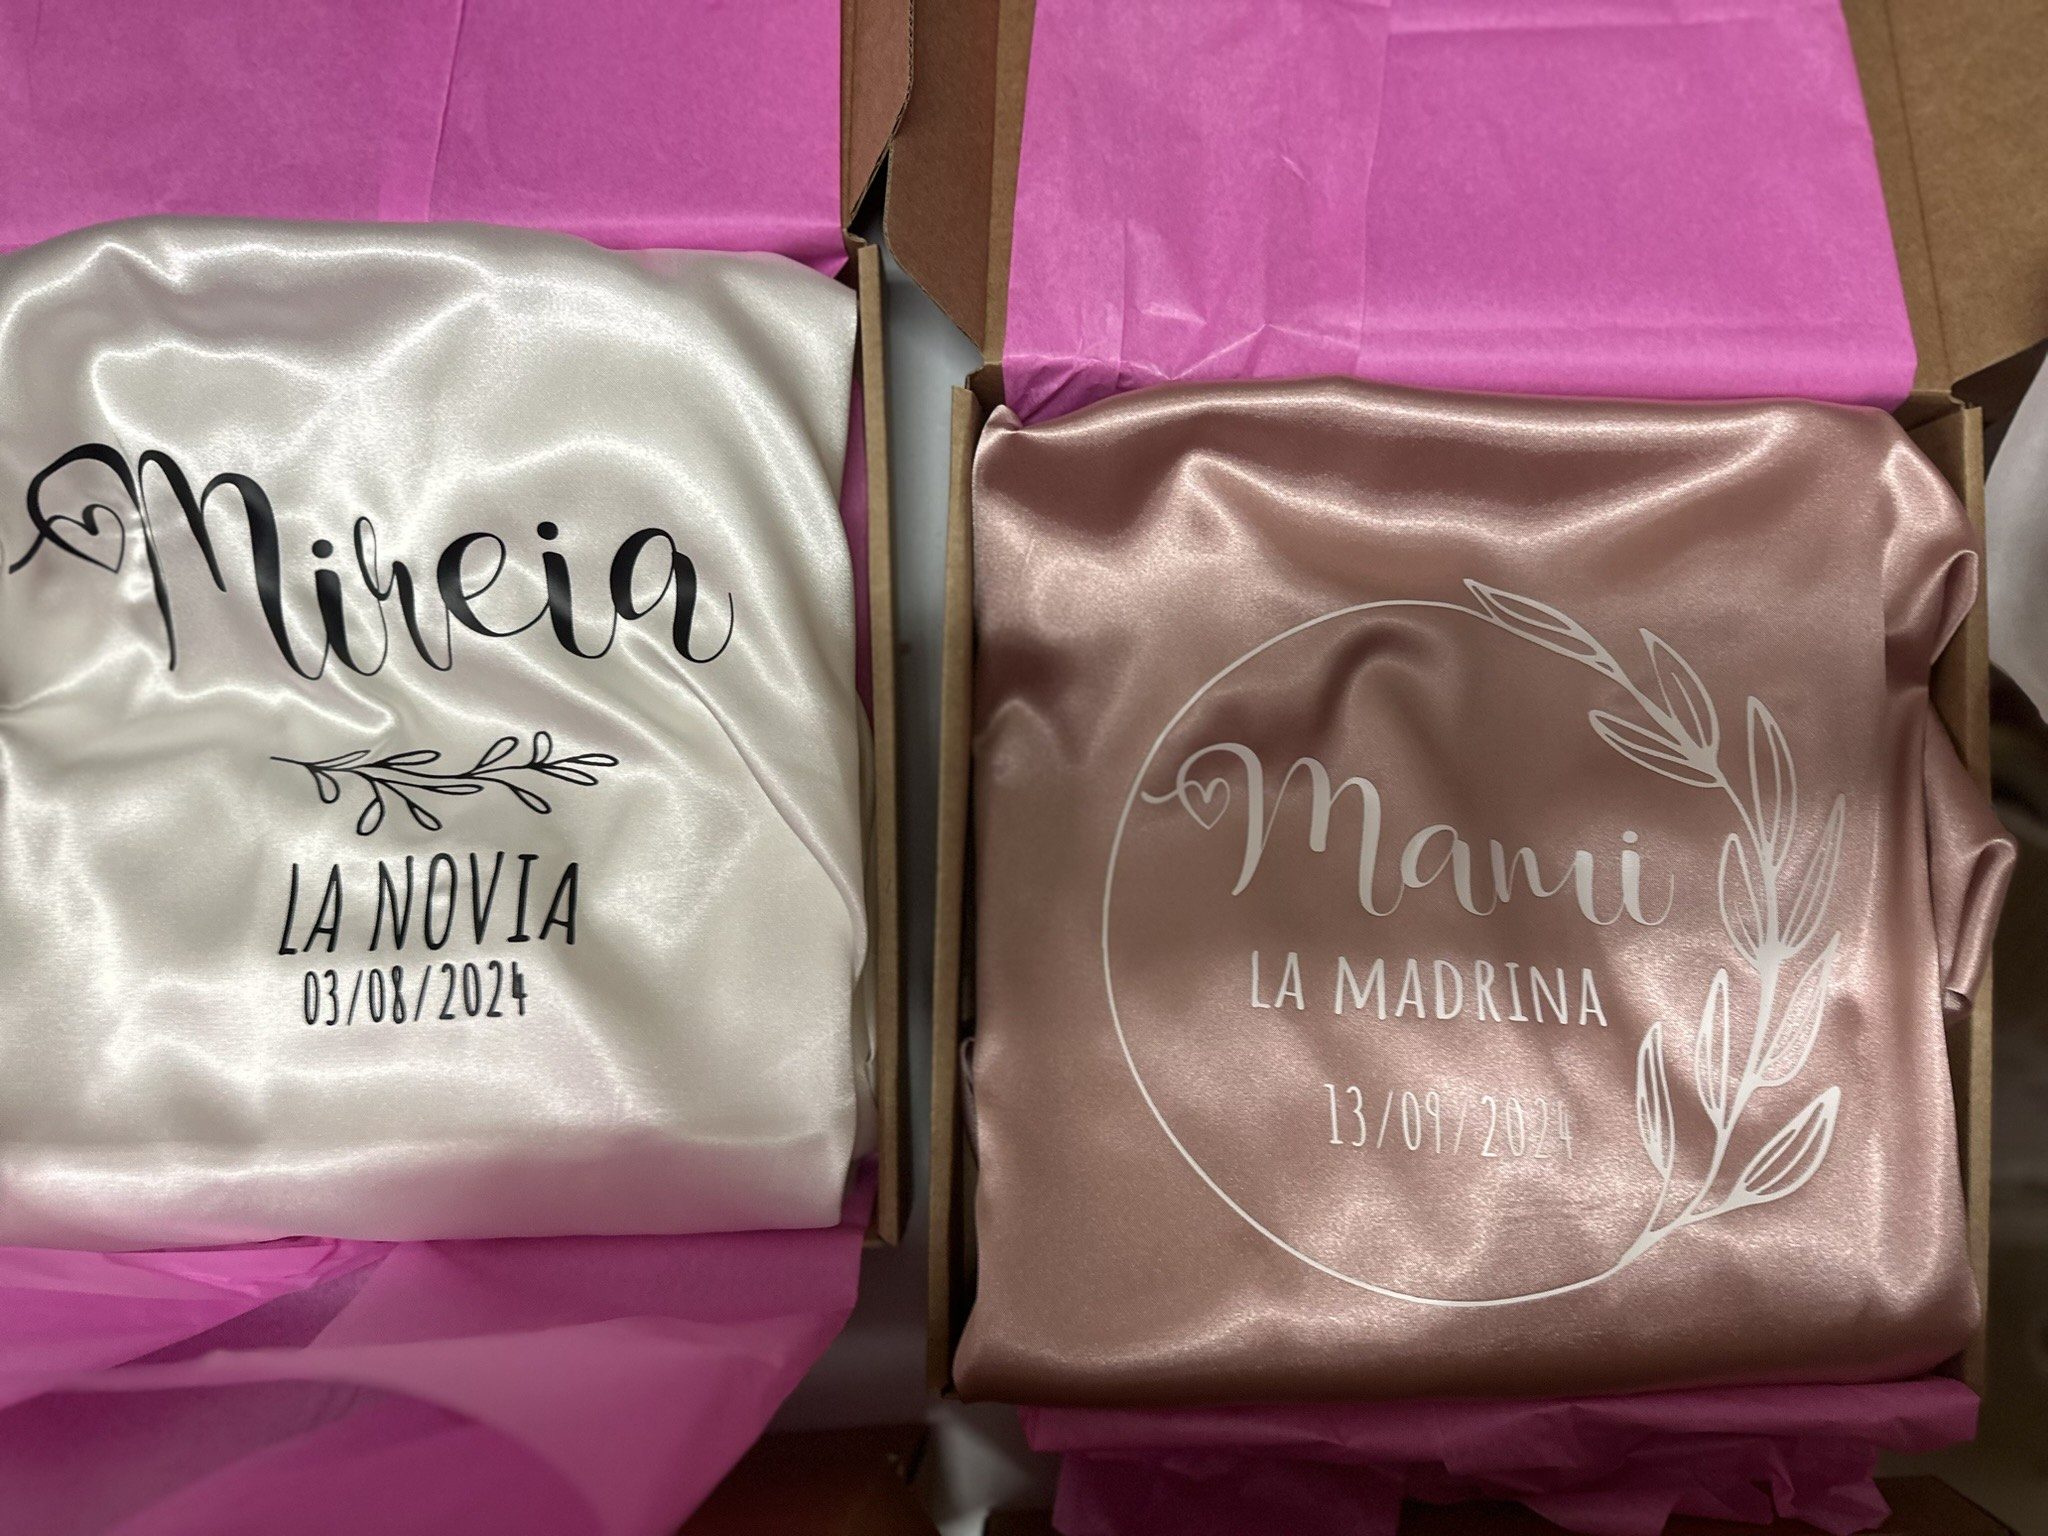 Mireia
LA NOVIA
03/08/2024
Mami
LA MADRINA
13/09/2024